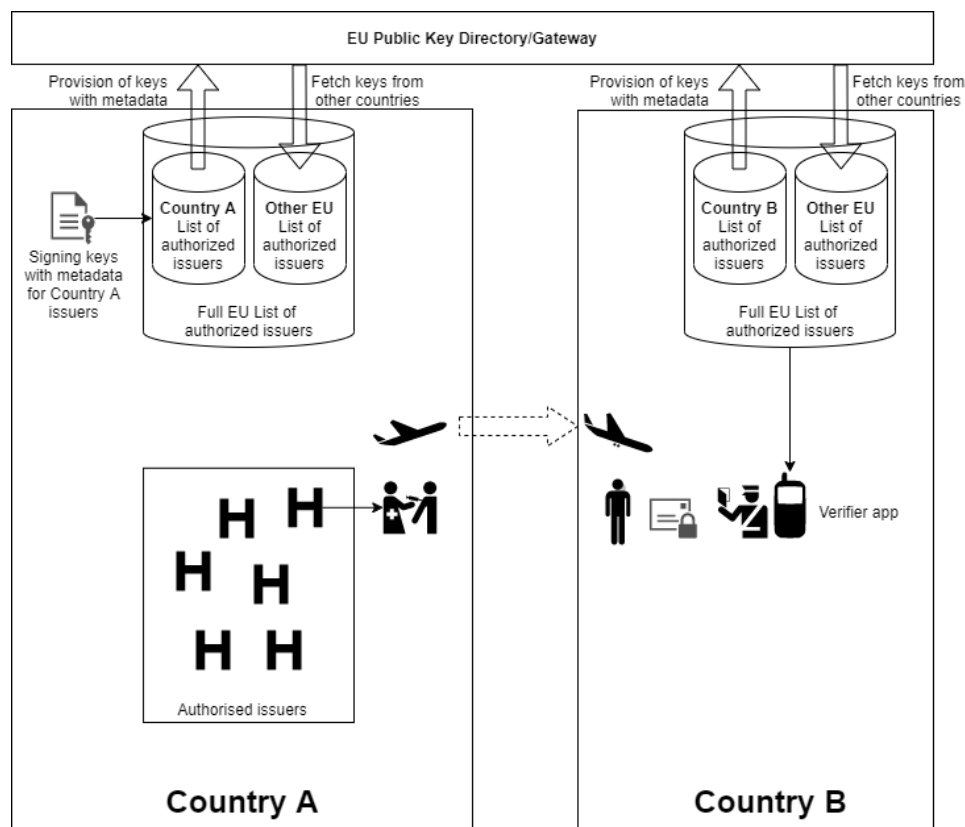 EU Public Key Directory/Gateway
Provision of keys
with metadata
Fetch keys from
other countries
Provision of keys
with metadata
Fetch keys from
other countries
Country A
List of
authorized
issuers
Other EU
List of
authorized
issuers
Full EU List of
authorized issuers
Signing keys
with metadata
for Country A
issuers
Country B
List of
authorized
issuers
Other EU
List of
authorized
issuers
Full EU List of
authorized issuers
H
H
H
H
H
H
Authorised issuers
Verifier app
Country A
Country B